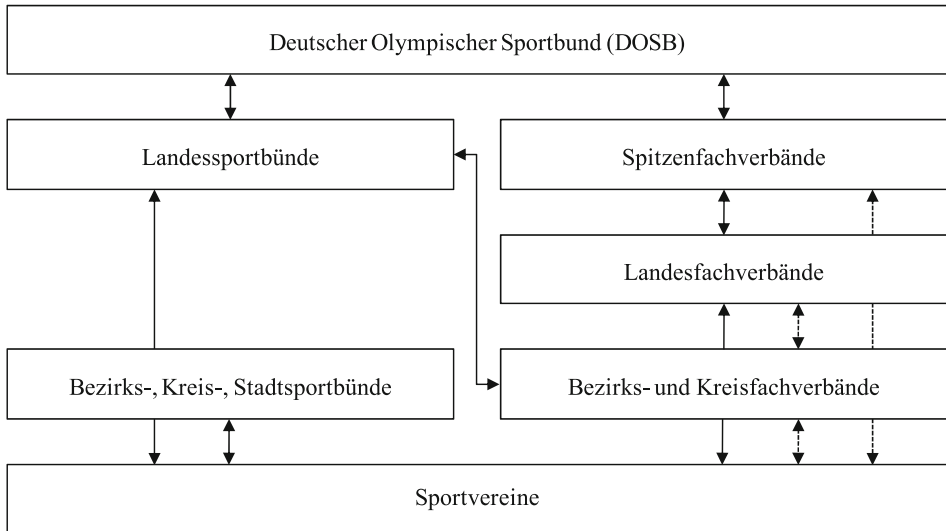 Deutscher Olympischer Sportbund (DOSB)
Landessportbünde
Spitzenfachverbände
Landesfachverbände
Bezirks-, Kreis-, Stadtsportbünde
Bezirks- und Kreisfachverbände
Sportvereine